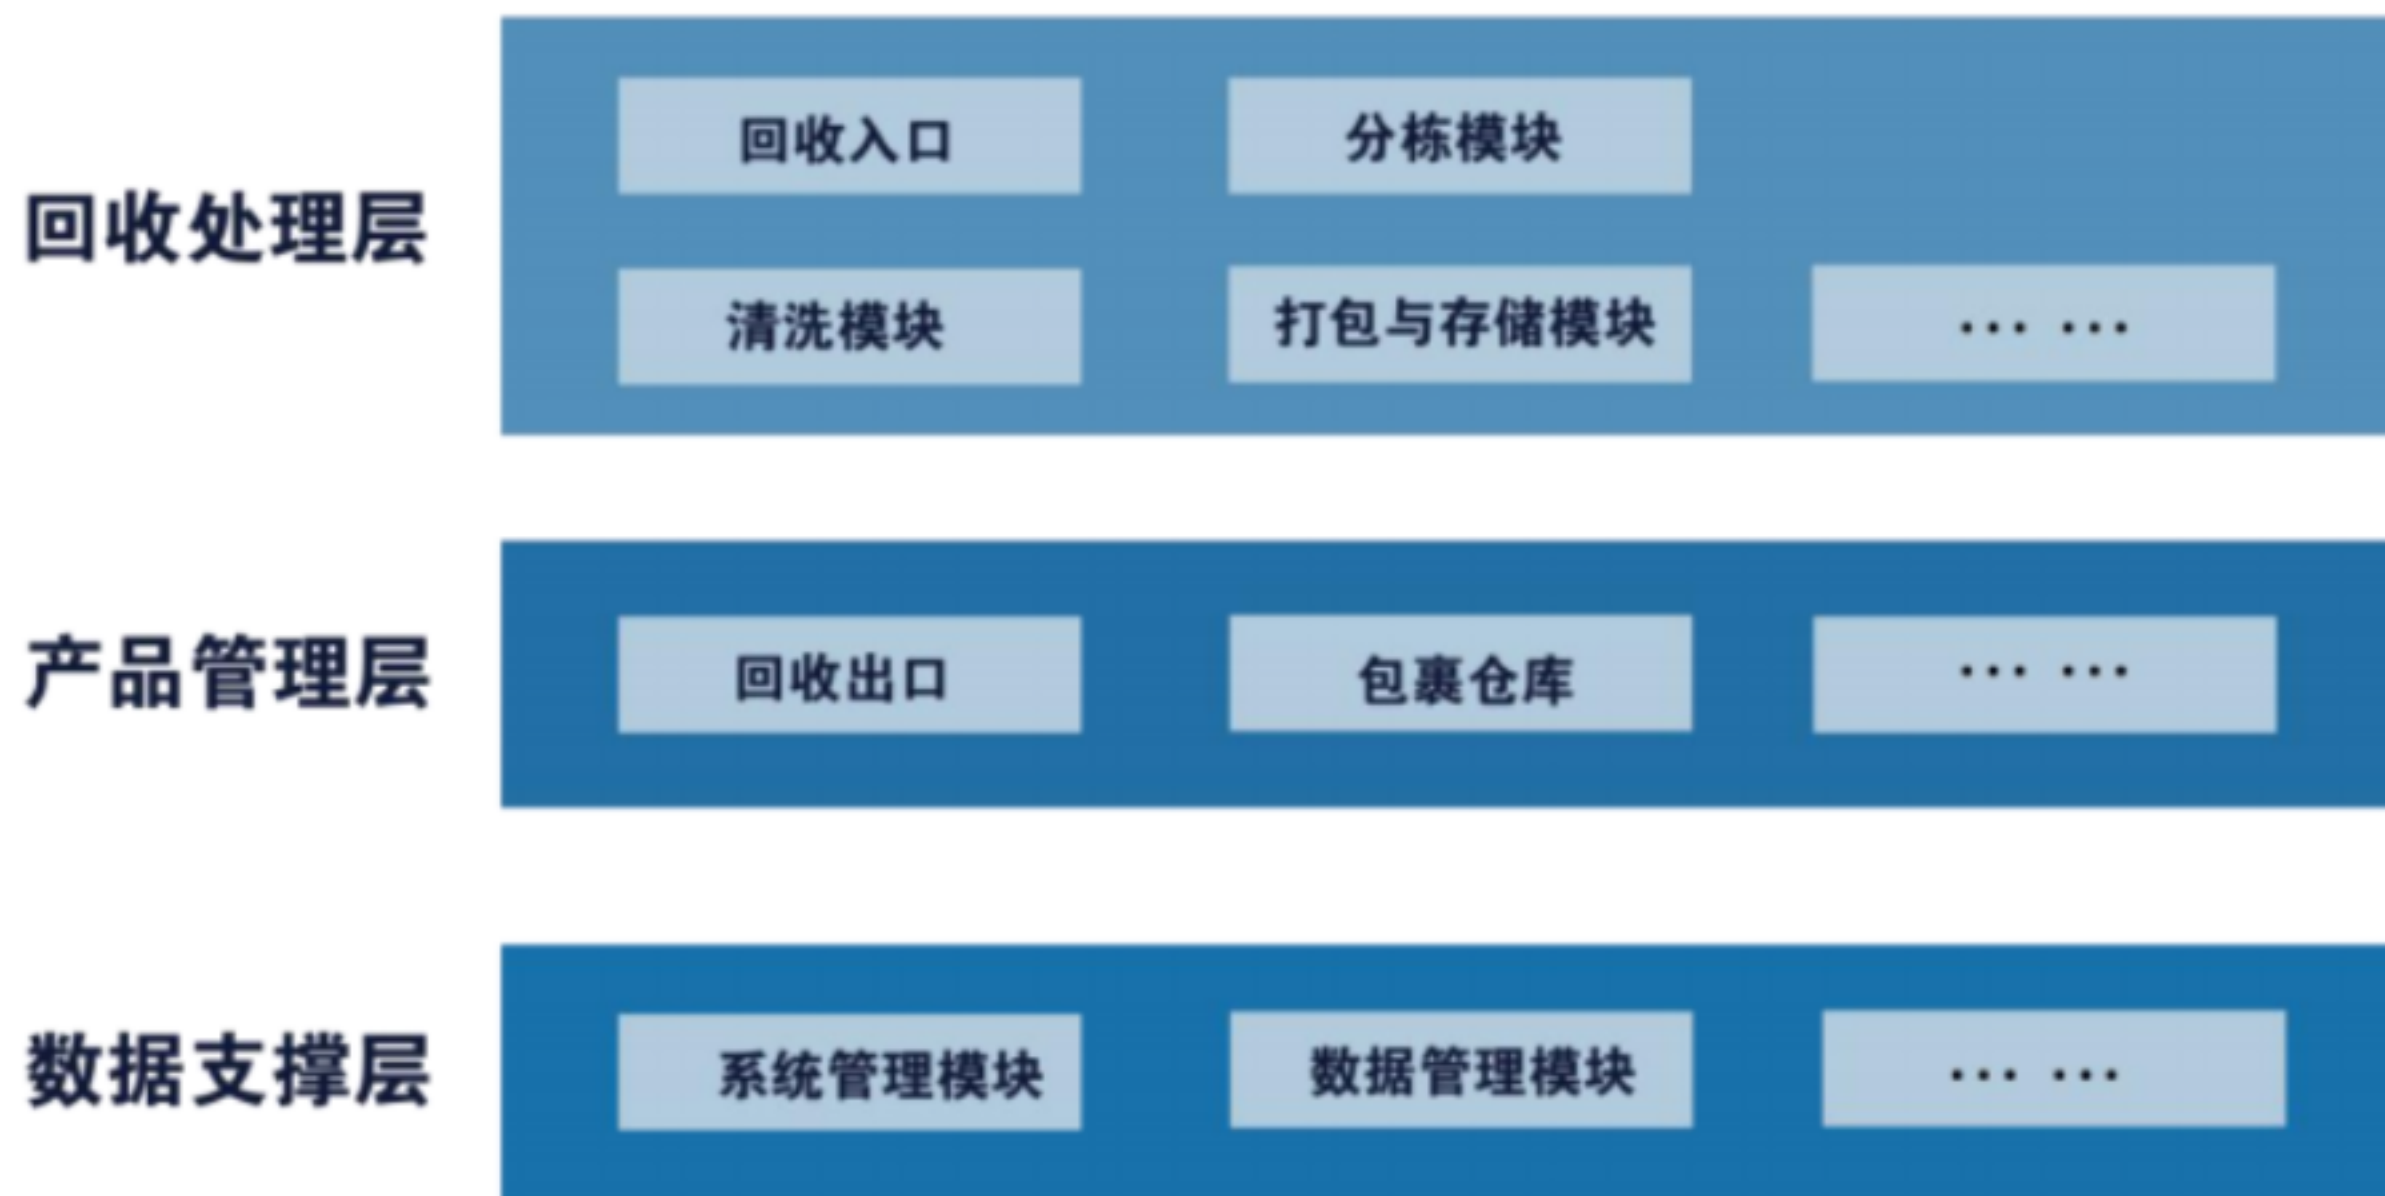 回收处理层
回收入口
分栋模块
清洗模块
打包与存储模块
... ...
产品管理层
回收出口
包裹仓库
... ...
数据支撑层
系统管理模块
数据管理模块
... ...